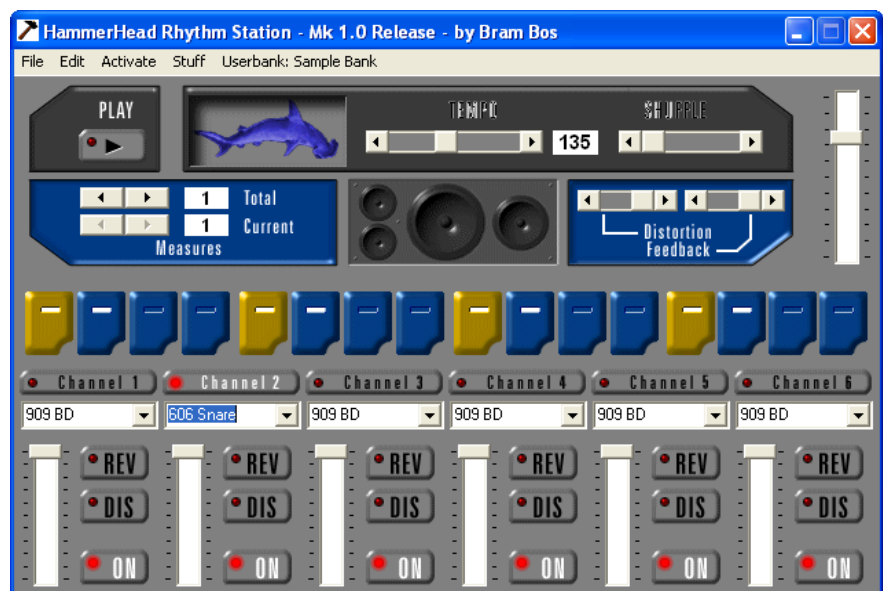 HammerHead Rhythm Station - Mk 1.0 Release - by Bram Bos
File Edit Activate Stuff Userbank: Sample Bank
PLAY TEMPO SHUFFLE
135
1 Total
1 Current
Measures
Distortion
Feedback
Channel 1 Channel 2 Channel 3 Channel 4 Channel 5 Channel 6
909 BD 606 Snare 909 BD 909 BD 909 BD 909 BD
REV REV REV REV REV REV
DIS DIS DIS DIS DIS DIS
ON ON ON ON ON ON